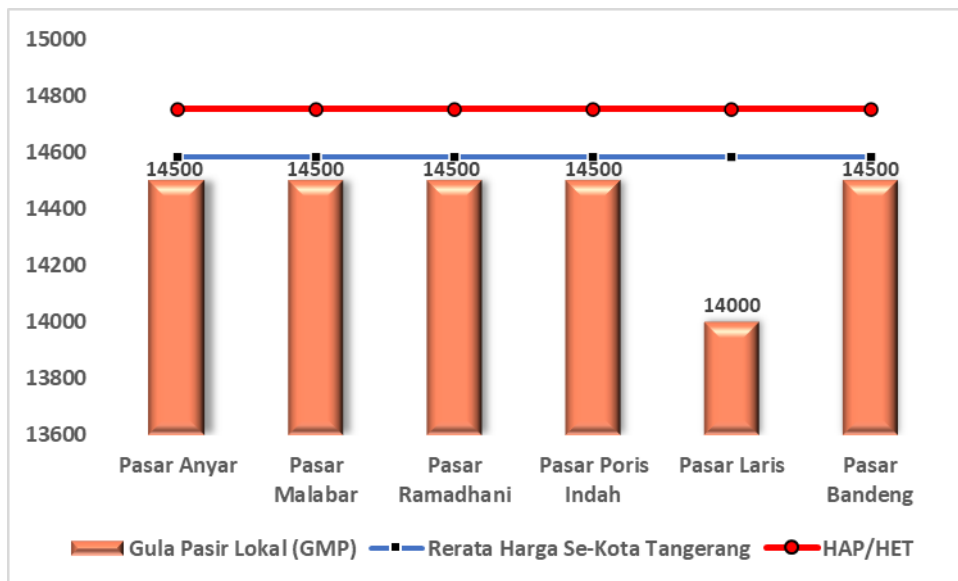 15000
14800
14600
14400
14200
14000
13800
13600
14500
14500
14500
14500
14000
14500
Pasar Anyar
Pasar
Malabar
Pasar
Ramadhani
Pasar Poris
Indah
Pasar Laris
Pasar
Bandeng
Gula Pasir Lokal (GMP)
Rerata Harga Se-Kota Tangerang
HAP/HET